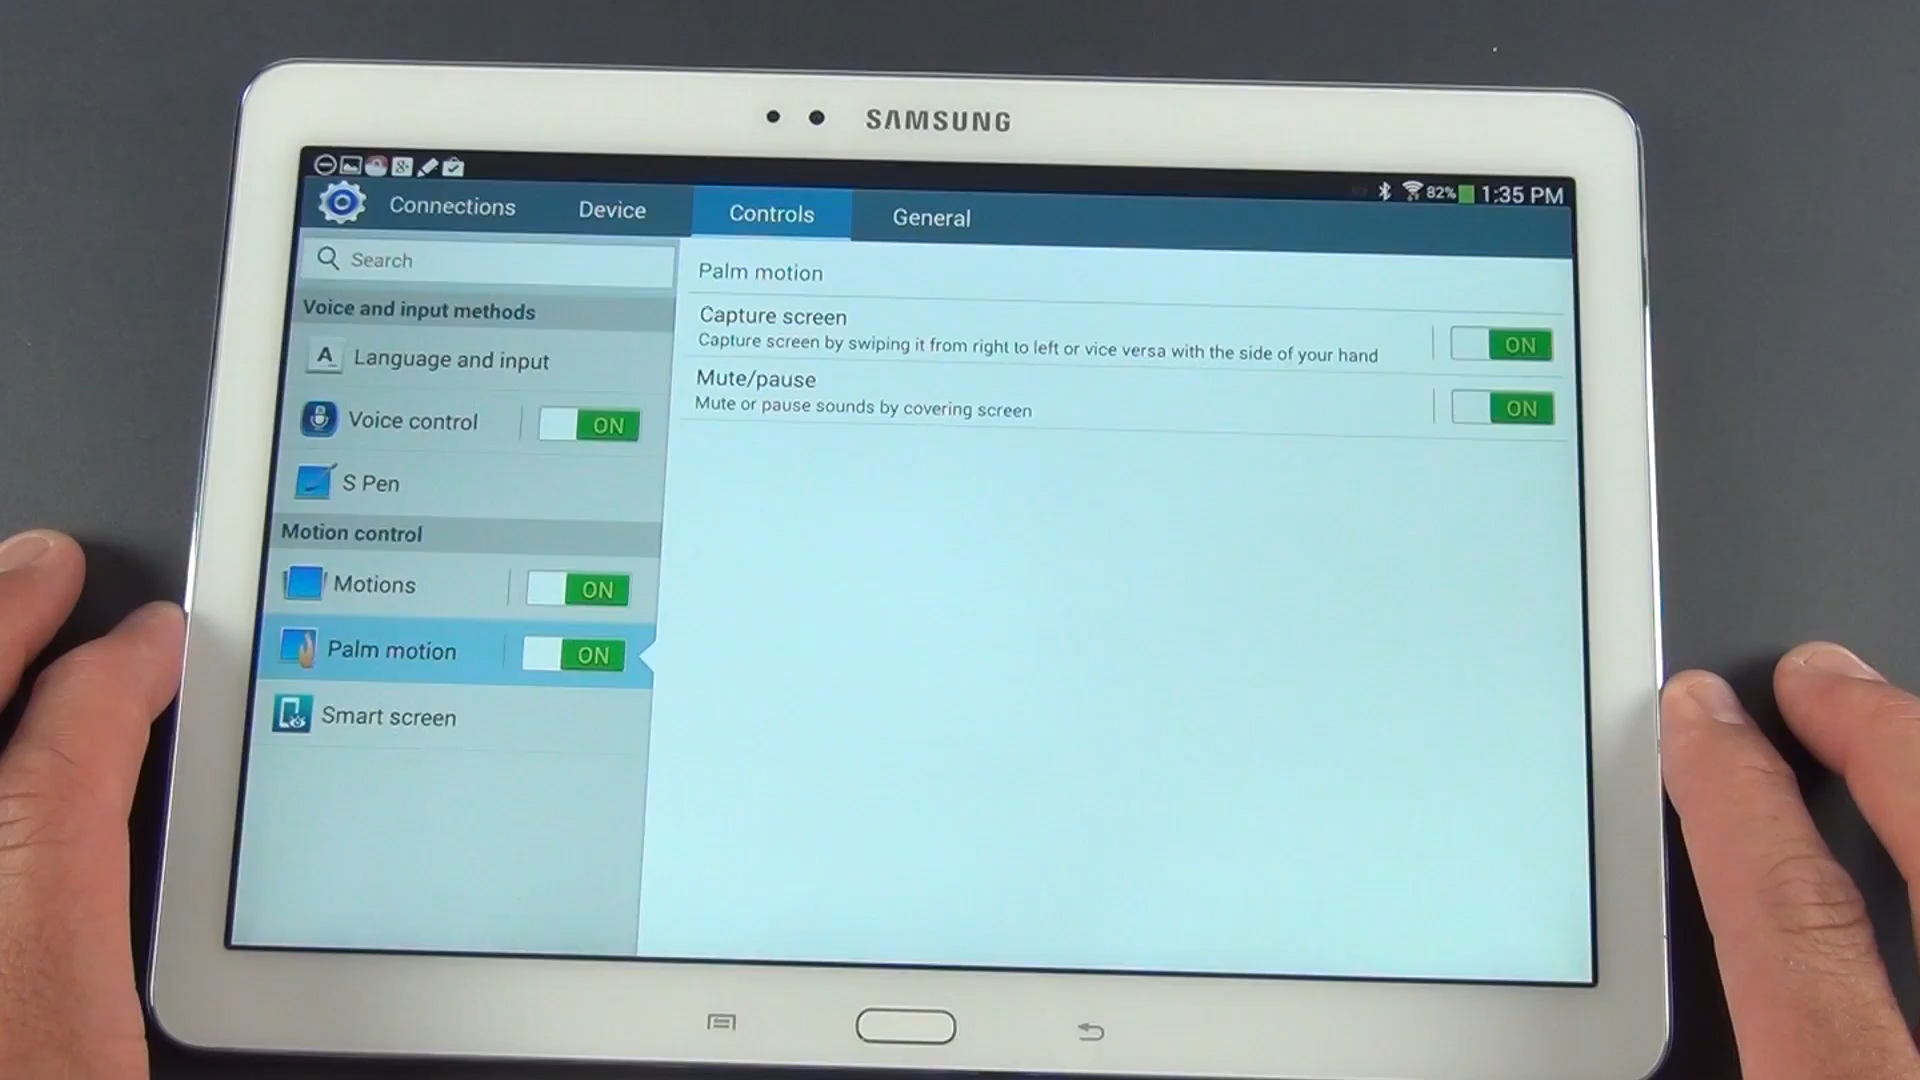 SAMSUNG
82% 1:35 PM
Connections Device Controls General
Search
Voice and input methods
A Language and input
Voice control ON
S Pen
Motion control
Motions ON
Palm motion ON
Smart screen
Palm motion
Capture screen
Capture screen by swiping it from right to left or vice versa with the side of your hand
ON
Mute/pause
Mute or pause sounds by covering screen
ON